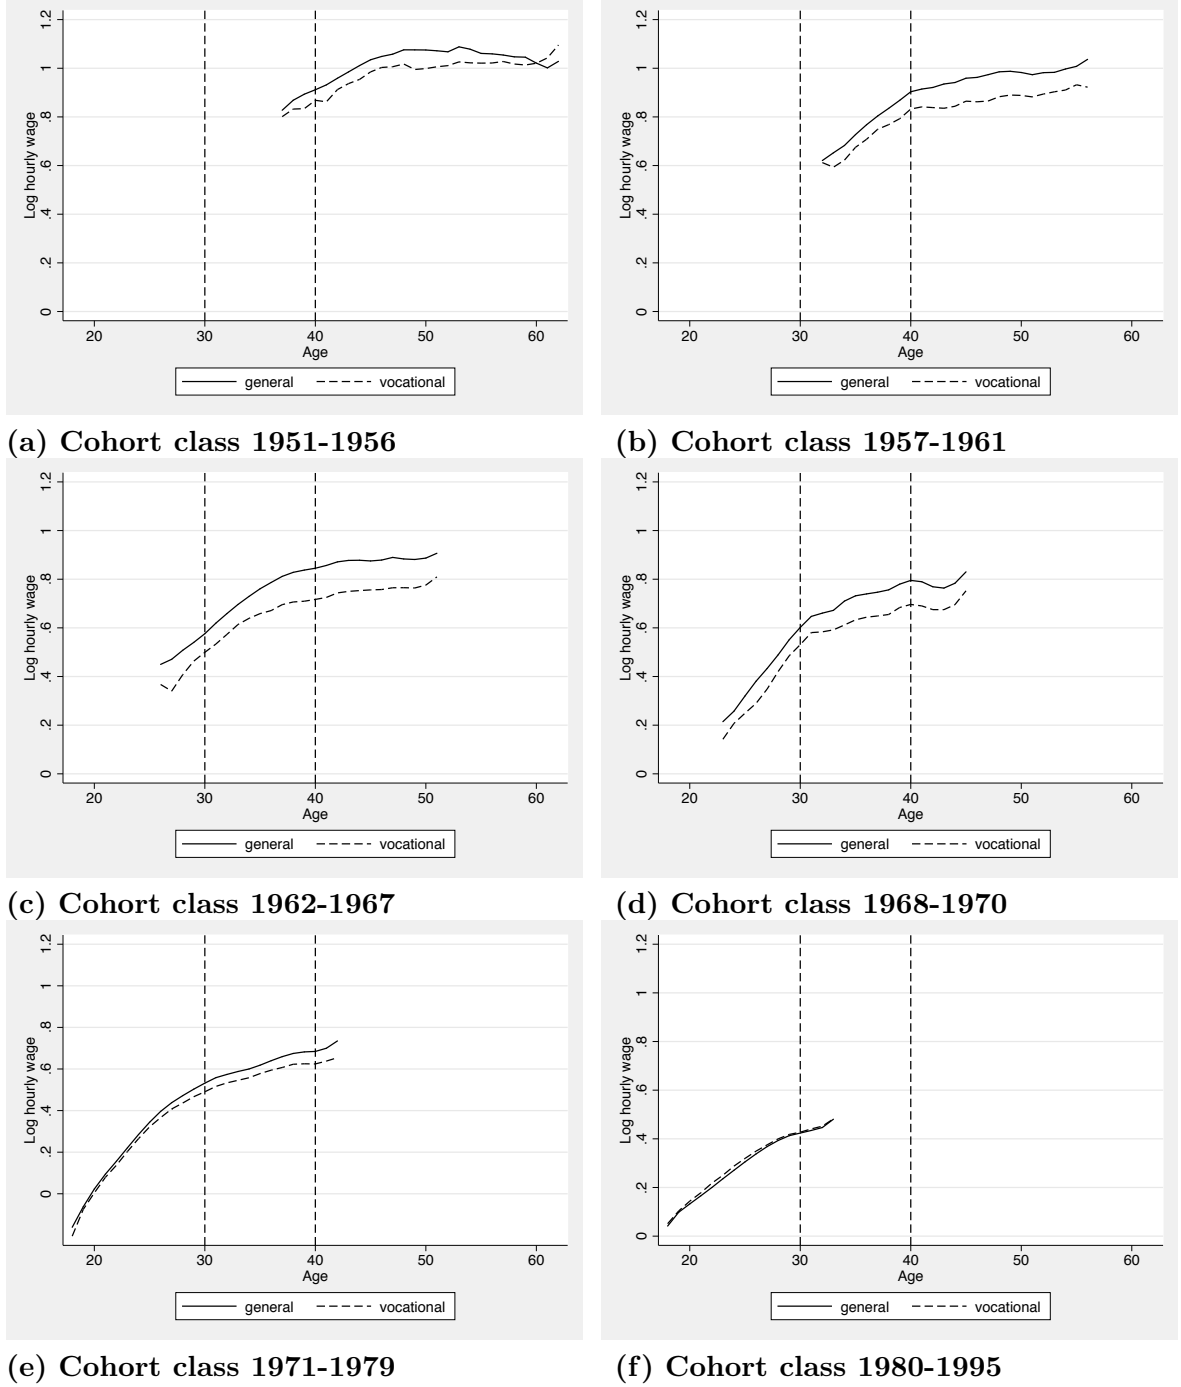 Log hourly wage
0 .2 .4 .6 .8 1 1.2
20 30 40 50 60
Age
general vocational
(a) Cohort class 1951-1956
Log hourly wage
0 .2 .4 .6 .8 1 1.2
20 30 40 50 60
Age
general vocational
(b) Cohort class 1957-1961
Log hourly wage
0 .2 .4 .6 .8 1 1.2
20 30 40 50 60
Age
general vocational
(c) Cohort class 1962-1967
Log hourly wage
0 .2 .4 .6 .8 1 1.2
20 30 40 50 60
Age
general vocational
(d) Cohort class 1968-1970
Log hourly wage
0 .2 .4 .6 .8 1 1.2
20 30 40 50 60
Age
general vocational
(e) Cohort class 1971-1979
Log hourly wage
0 .2 .4 .6 .8 1 1.2
20 30 40 50 60
Age
general vocational
(f) Cohort class 1980-1995